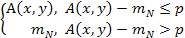 A(x,y), A(x,y) − m_N ≤ p
m_N, A(x,y) − m_N > p